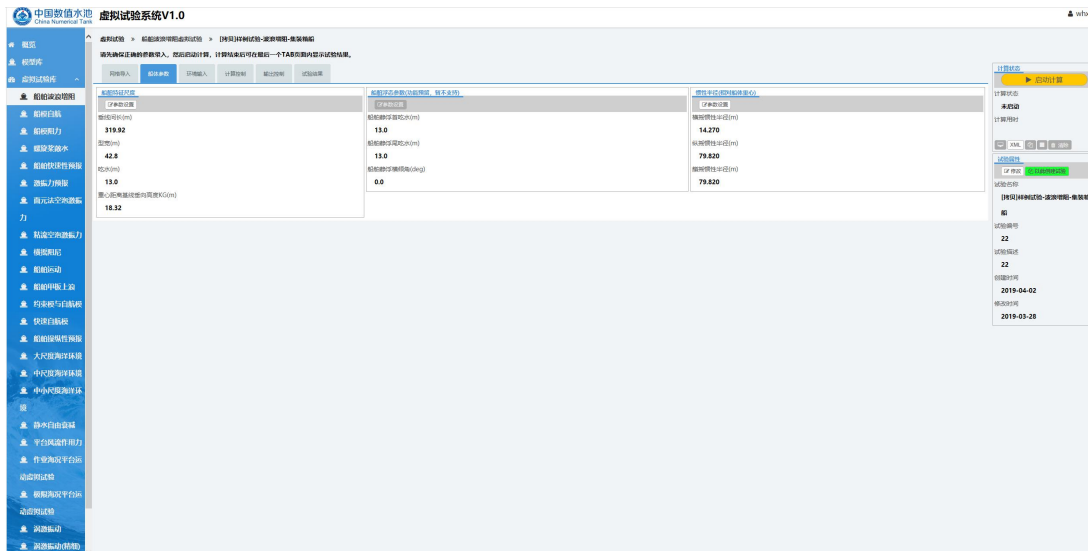 中国数值水池
China Numerical Tank
虚拟试验系统V1.0
whx
概览
模型库
虚拟试验库
船舶波浪增阻
船模自航
船模阻力
螺旋桨敞水
船舶快速性预报
激振力预报
面元法空泡激振
力
粘流空泡激振力
横摇阻尼
船舶运动
船舶甲板上浪
约束模与自航模
快速自航模
船舶操纵性预报
大尺度海洋环境
中尺度海洋环境
中小尺度海洋环
境
静水自由衰减
平台风流作用力
作业海况平台运
动虚拟试验
极限海况平台运
动虚拟试验
涡激振动
涡激振动(精细)
虚拟试验 » 船舶波浪增阻虚拟试验 » [拷贝]样例试验-波浪增阻-集装箱船
请先确保正确的参数录入，然后启动计算，计算结束后可在最后一个TAB页面内显示试验结果。
网格导入 船体参数 环境输入 计算控制 输出控制 试验结果
船舶特征尺度
参数设置
垂线间长(m)
319.92
型宽(m)
42.8
吃水(m)
13.0
重心距离基线垂向高度KG(m)
18.32
船舶浮态参数(功能预留，暂不支持)
参数设置
船舶静浮首吃水(m)
13.0
船舶静浮尾吃水(m)
13.0
船舶静浮横倾角(deg)
0.0
惯性半径(相对船体重心)
参数设置
横摇惯性半径(m)
14.270
纵摇惯性半径(m)
79.820
艏摇惯性半径(m)
79.820
计算状态
启动计算
计算状态
未启动
计算用时
XML
删除
试验属性
修改 以此创建试验
试验名称
[拷贝]样例试验-波浪增阻-集装箱
船
试验编号
22
试验描述
22
创建时间
2019-04-02
修改时间
2019-03-28